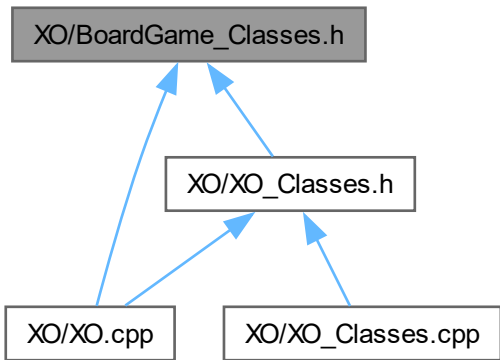 XO/BoardGame_Classes.h
XO/XO_Classes.h
XO/XO.cpp
XO/XO_Classes.cpp